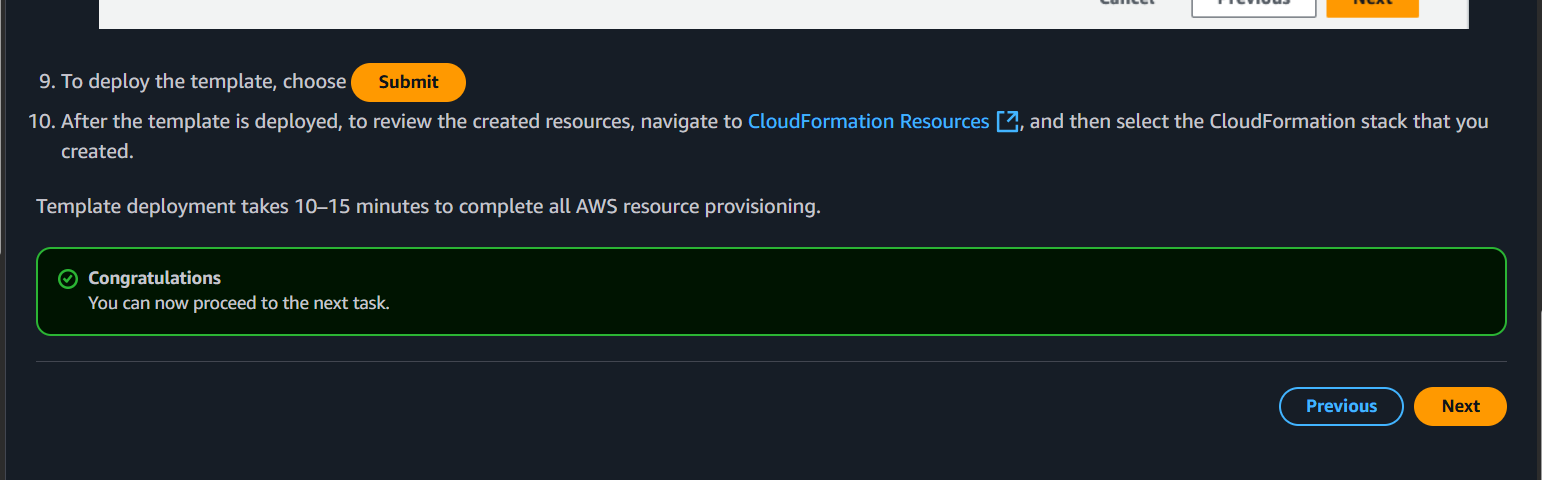 Cancel
Previous
Next
9. To deploy the template, choose Submit
10. After the template is deployed, to review the created resources, navigate to CloudFormation Resources, and then select the CloudFormation stack that you
created.
Template deployment takes 10–15 minutes to complete all AWS resource provisioning.
Congratulations
You can now proceed to the next task.
Previous
Next